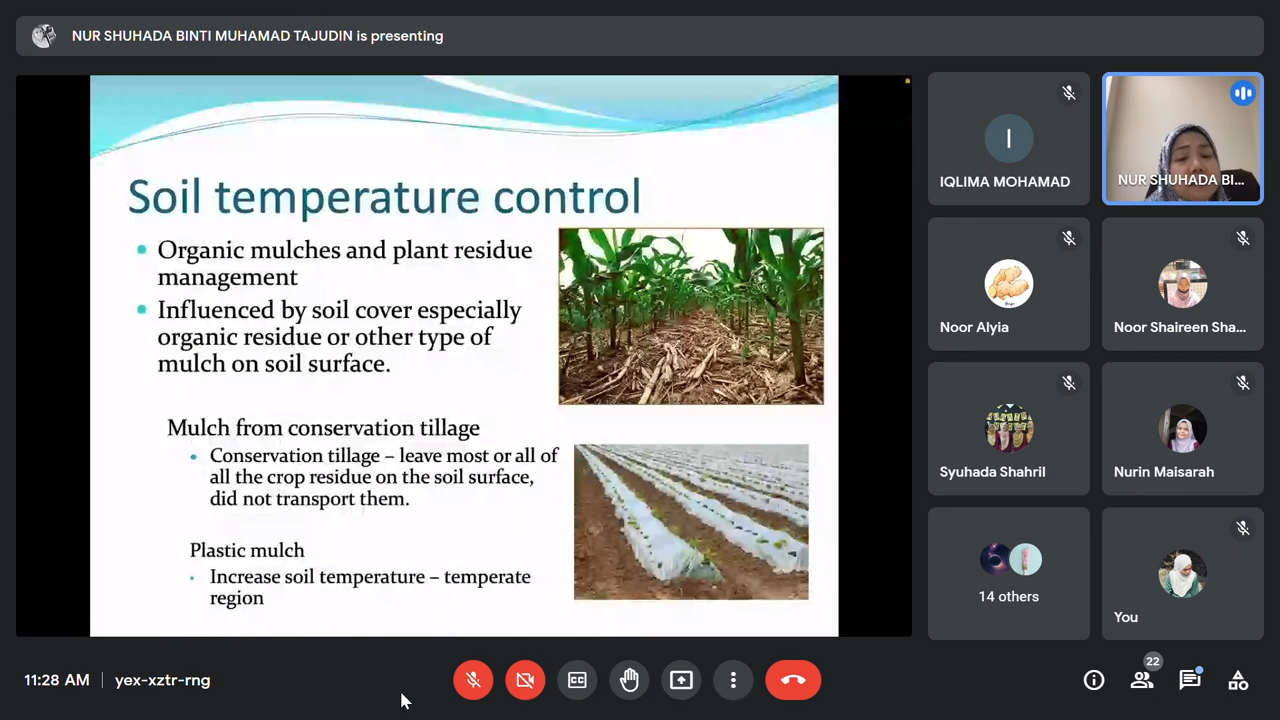 NUR SHUHADA BINTI MUHAMAD TAJUDIN is presenting
Soil temperature control
Organic mulches and plant residue
management
Influenced by soil cover especially
organic residue or other type of
mulch on soil surface.
Mulch from conservation tillage
Conservation tillage – leave most or all of
all the crop residue on the soil surface,
did not transport them.
Plastic mulch
Increase soil temperature – temperate
region
I
IQLIMA MOHAMAD
NUR SHUHADA BI...
Noor Alyia
Noor Shaireen Sha...
Syuhada Shahril
Nurin Maisarah
14 others
You
11:28 AM | yex-xztr-rng
22